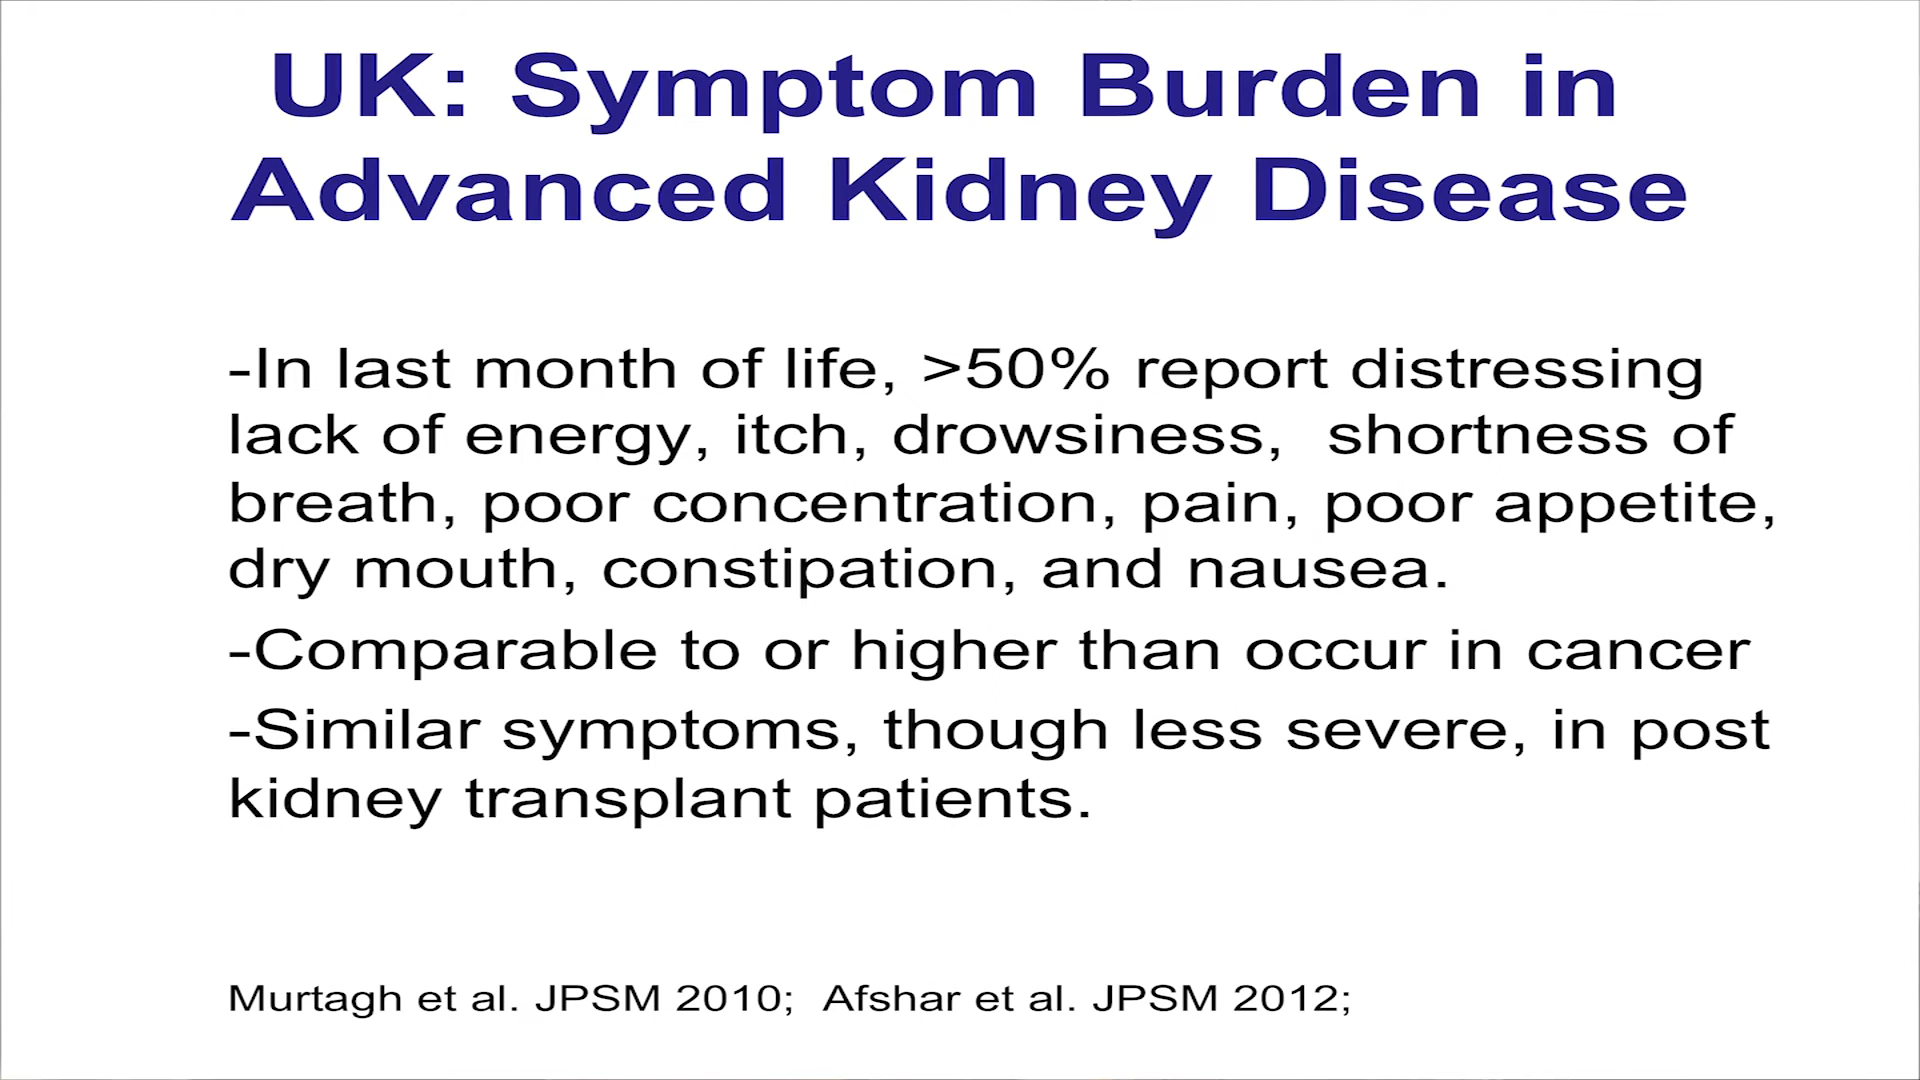 UK: Symptom Burden in
Advanced Kidney Disease
-In last month of life, >50% report distressing
lack of energy, itch, drowsiness,  shortness of
breath, poor concentration, pain, poor appetite,
dry mouth, constipation, and nausea.
-Comparable to or higher than occur in cancer
-Similar symptoms, though less severe, in post
kidney transplant patients.
Murtagh et al. JPSM 2010;  Afshar et al. JPSM 2012;